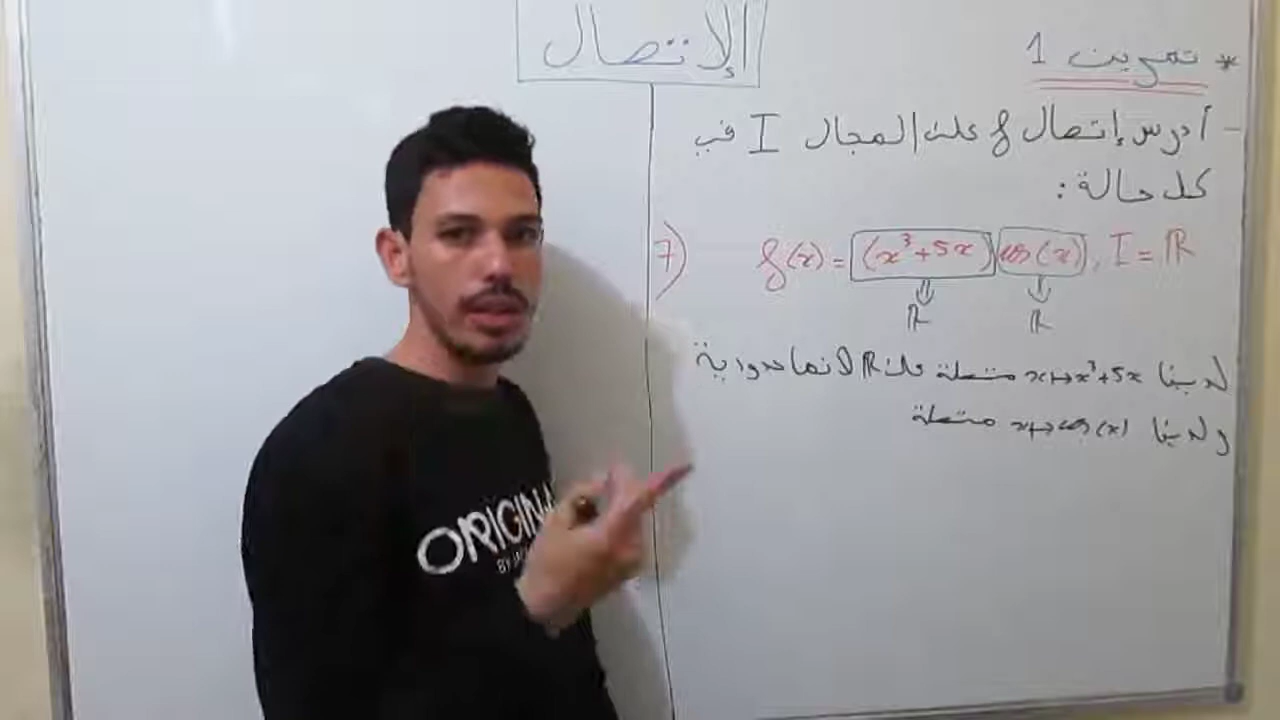 الإتصال
* تمرين 1
- أدرس إتصال f على المجال I في
كل حالة :
7) f(x) = (x³+5x) cos(x), I = ℝ
ℝ ℝ
لدينا x↦x³+5x متصلة على ℝ لأنها حدودية
و لدينا x↦cos(x) متصلة
ORIGINA